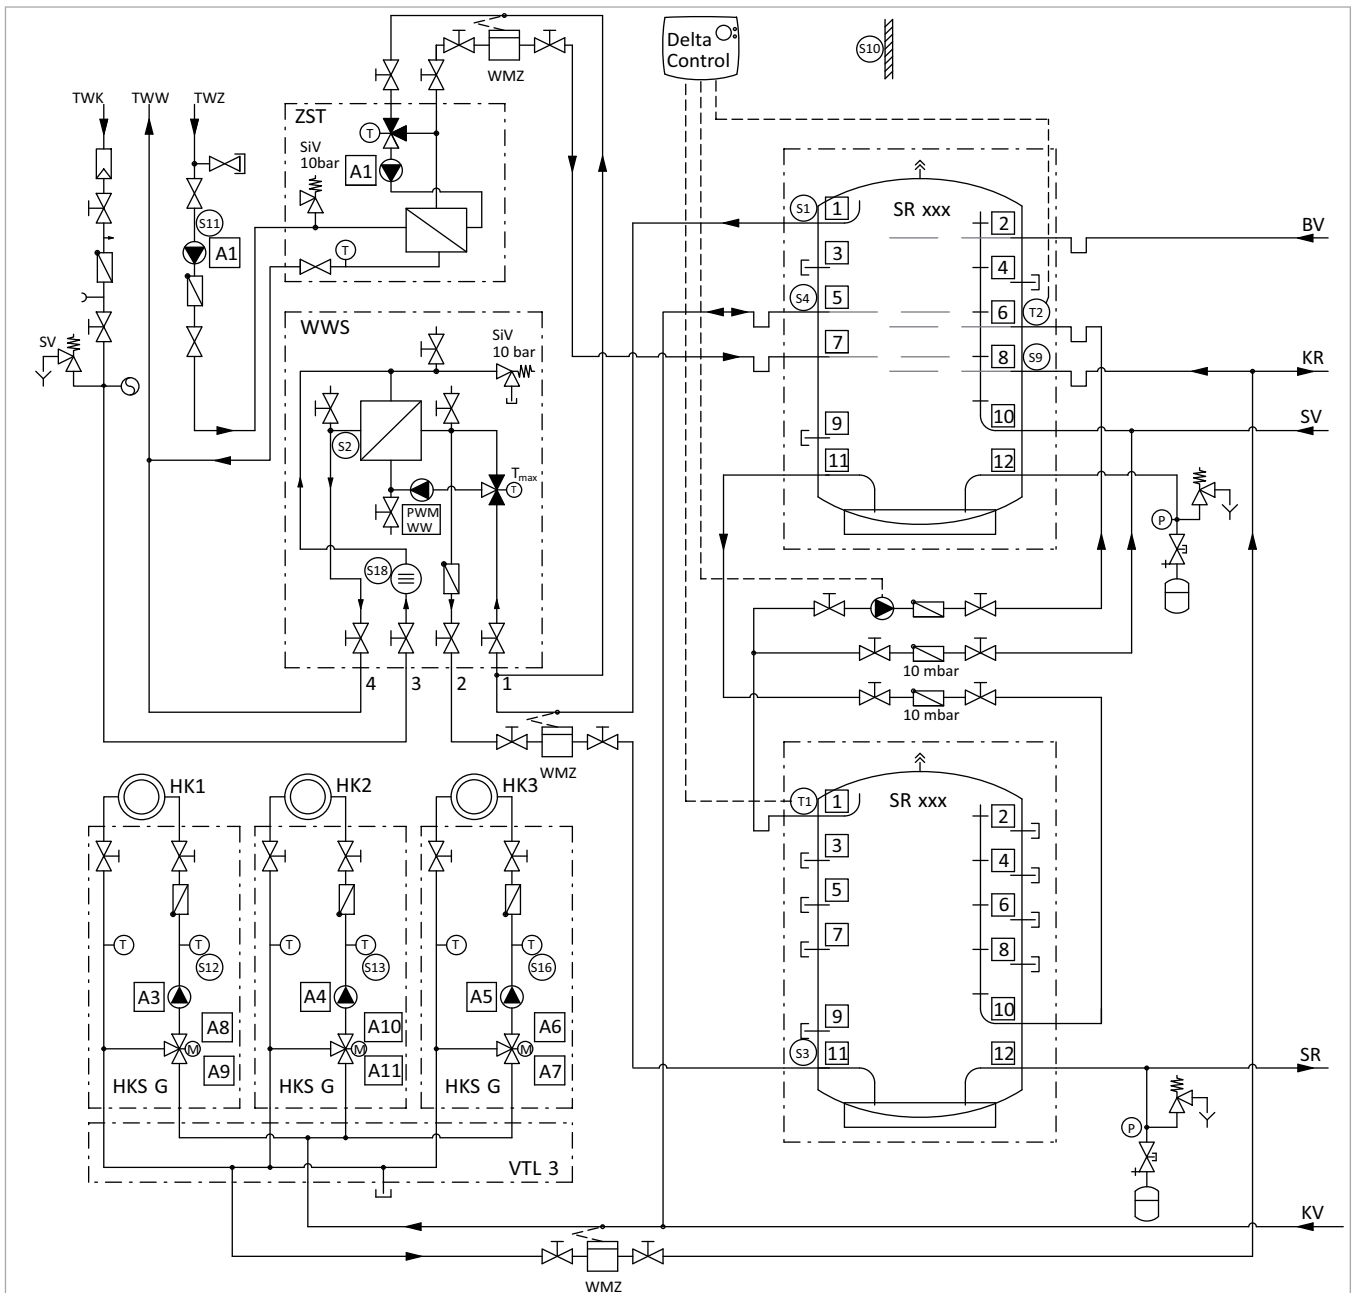 Delta
Control
S10
WMZ
TWK
TWW
TWZ
ZST
T
SiV
10bar
A1
S11
A1
T
S1
1
SR xxx
2
BV
3
4
S4
5
6
T2
7
8
S9
KR
9
10
SV
11
12
P
WWS
SiV
10 bar
SV
S2
Tmax
T
PWM
WW
S18
4
3
2
1
WMZ
10 mbar
10 mbar
T1
1
SR xxx
2
3
4
5
6
7
8
9
10
S3
11
12
SR
P
HK1
HK2
HK3
T
T
S12
T
T
S13
T
T
S16
A3
A4
A5
A8
M
A9
A10
M
A11
A6
M
A7
HKS G
HKS G
HKS G
VTL 3
KV
WMZ